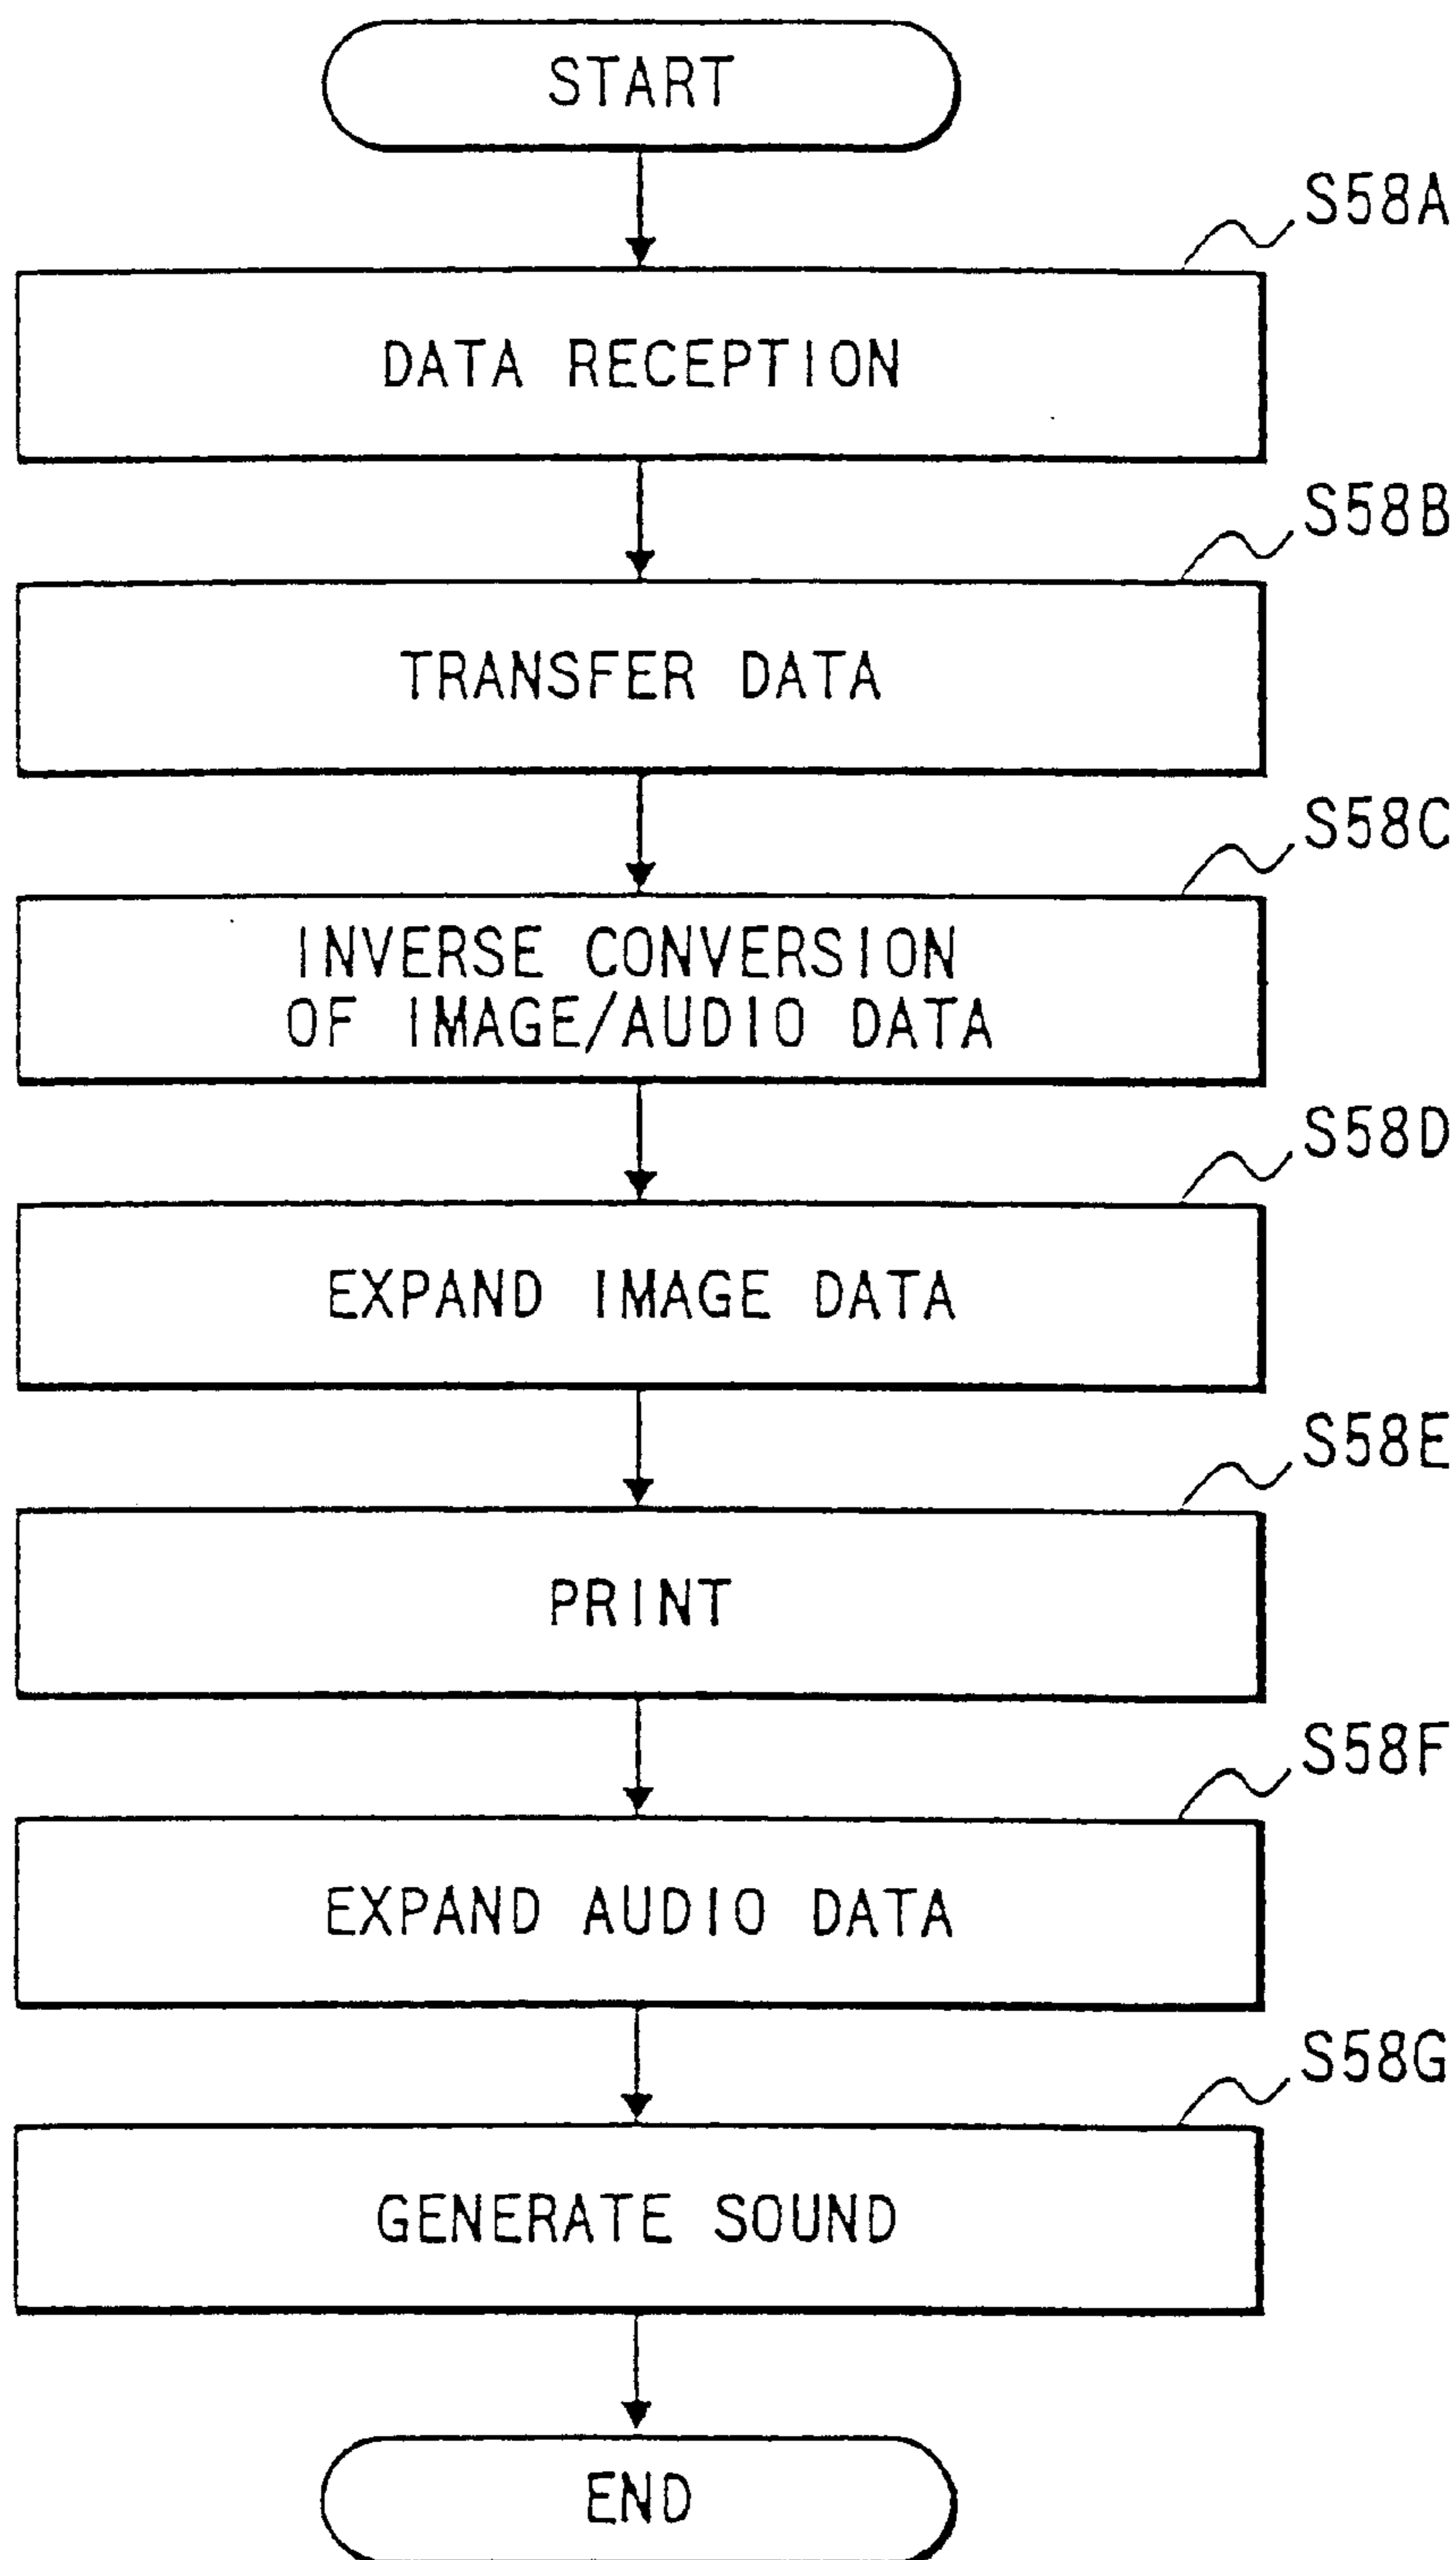 START
S58A
DATA RECEPTION
S58B
TRANSFER DATA
S58C
INVERSE CONVERSION
OF IMAGE/AUDIO DATA
S58D
EXPAND IMAGE DATA
S58E
PRINT
S58F
EXPAND AUDIO DATA
S58G
GENERATE SOUND
END